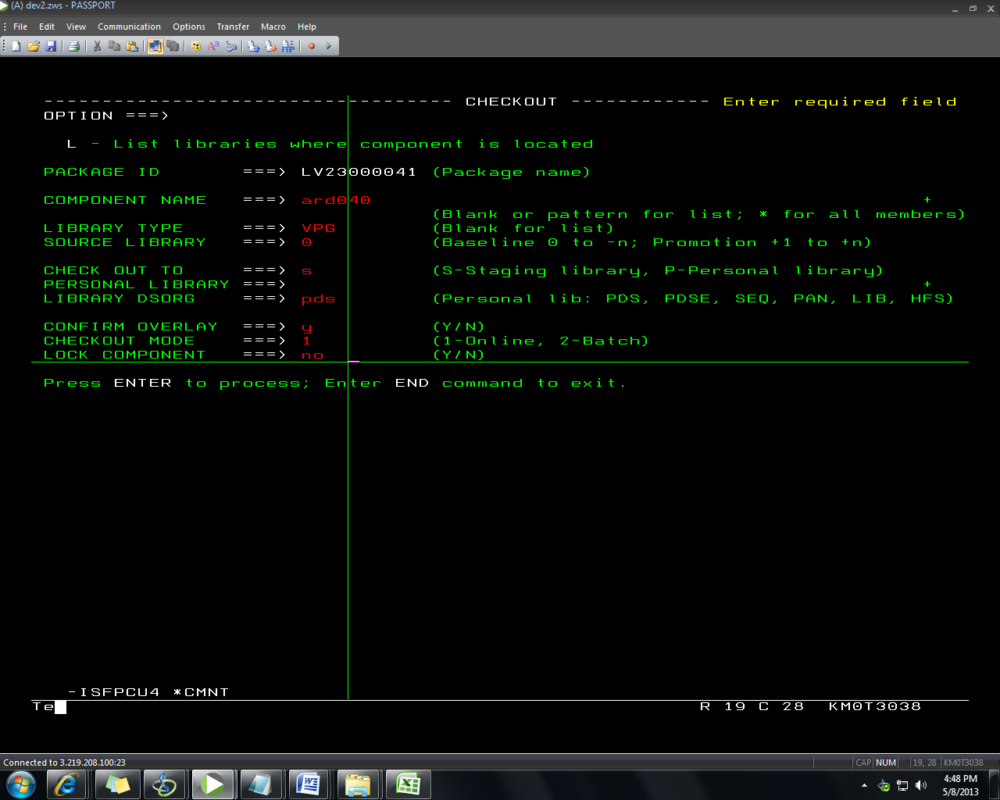 (A) dev2.zws - PASSPORT
File Edit View Communication Options Transfer Macro Help
----------------------------------- CHECKOUT ------------ Enter required field
OPTION ===>
L - List libraries where component is located
PACKAGE ID ===> LV23000041 (Package name)
COMPONENT NAME ===> ard040 +
(Blank or pattern for list; * for all members)
LIBRARY TYPE ===> VPG (Blank for list)
SOURCE LIBRARY ===> 0 (Baseline 0 to -n; Promotion +1 to +n)
CHECK OUT TO ===> s (S-Staging library, P-Personal library)
PERSONAL LIBRARY ===> +
LIBRARY DSORG ===> pds (Personal lib: PDS, PDSE, SEQ, PAN, LIB, HFS)
CONFIRM OVERLAY ===> y (Y/N)
CHECKOUT MODE ===> 1 (1-Online, 2-Batch)
LOCK COMPONENT ===> no (Y/N)
Press ENTER to process; Enter END command to exit.
-ISFPCU4 *CMNT
Te R 19 C 28 KM0T3038
Connected to 3.219.208.100:23 CAP NUM 19, 28 KM0T3038
4:48 PM
5/8/2013